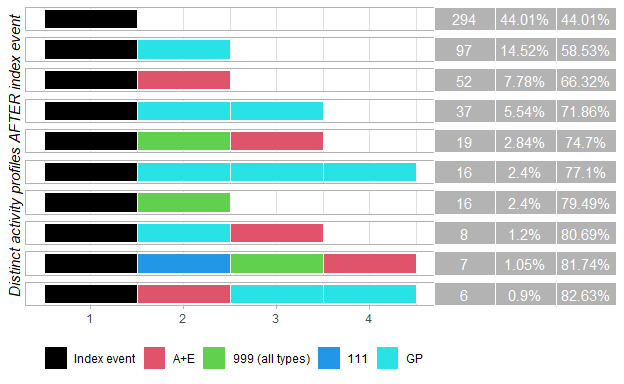 Distinct activity profiles AFTER index event
294 44.01% 44.01%
97 14.52% 58.53%
52 7.78% 66.32%
37 5.54% 71.86%
19 2.84% 74.7%
16 2.4% 77.1%
16 2.4% 79.49%
8 1.2% 80.69%
7 1.05% 81.74%
6 0.9% 82.63%
1 2 3 4
Index event A+E 999 (all types) 111 GP